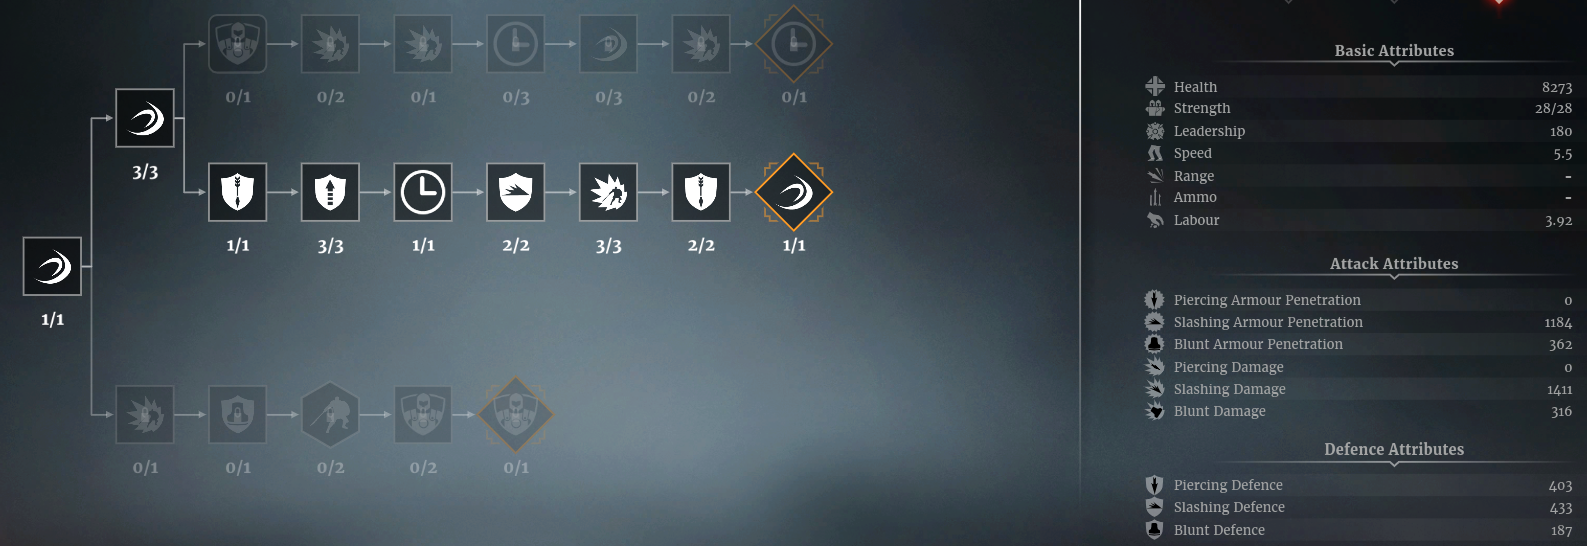 0/1 0/2 0/1 0/3 0/3 0/2 0/1
3/3
1/1 3/3 1/1 2/2 3/3 2/2 1/1
1/1
0/1 0/1 0/2 0/2 0/1
Basic Attributes
Health 8273
Strength 28/28
Leadership 180
Speed 5.5
Range -
Ammo -
Labour 3.92
Attack Attributes
Piercing Armour Penetration 0
Slashing Armour Penetration 1184
Blunt Armour Penetration 362
Piercing Damage 0
Slashing Damage 1411
Blunt Damage 316
Defence Attributes
Piercing Defence 403
Slashing Defence 433
Blunt Defence 187